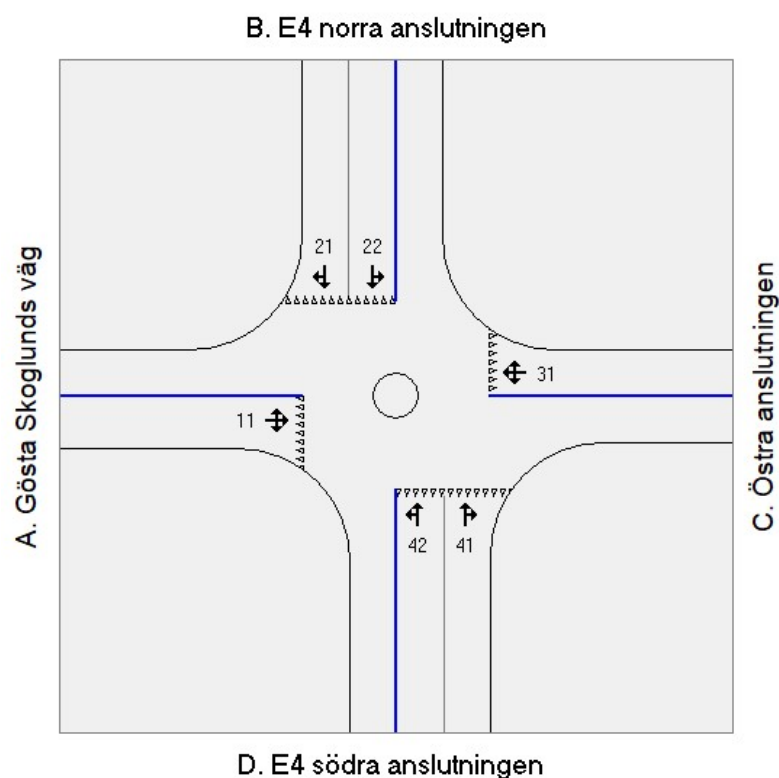 B. E4 norra anslutningen
21 22
A. Gösta Skoglunds väg
C. Östra anslutningen
31
11
42 41
D. E4 södra anslutningen